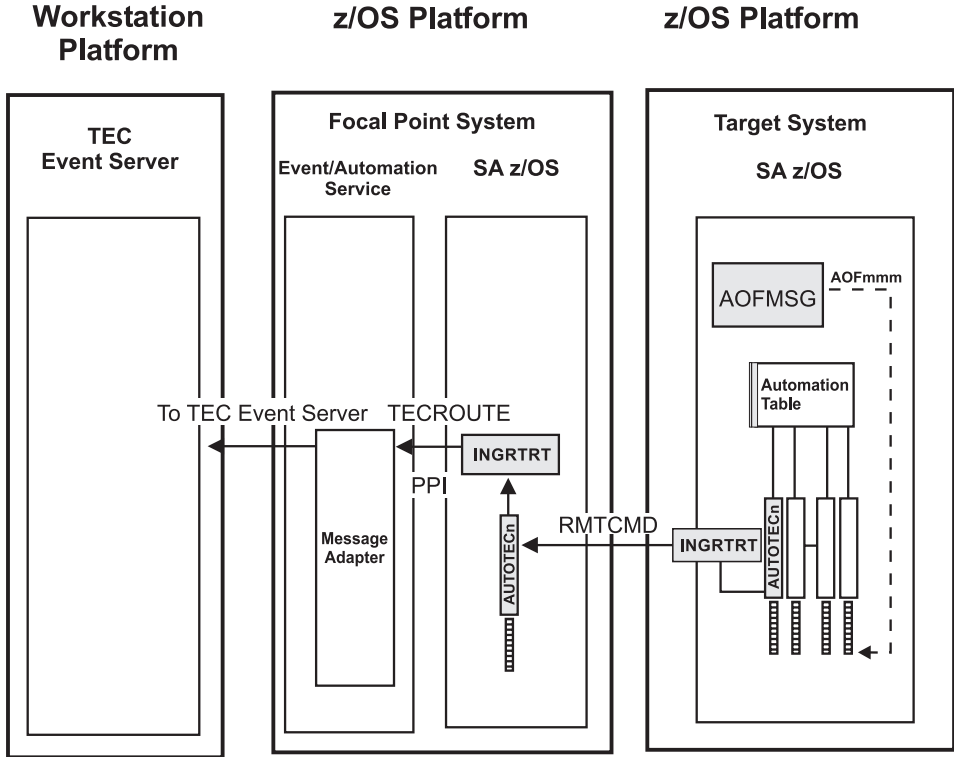 Workstation
Platform
z/OS Platform
z/OS Platform
TEC
Event Server
Focal Point System
Event/Automation
Service
SA z/OS
Target System
SA z/OS
AOFMSG
AOFmmm
Automation
Table
To TEC Event Server
TECROUTE
INGRTRT
PPI
Message
Adapter
AUTOTECn
RMTCMD
INGRTRT
AUTOTECn